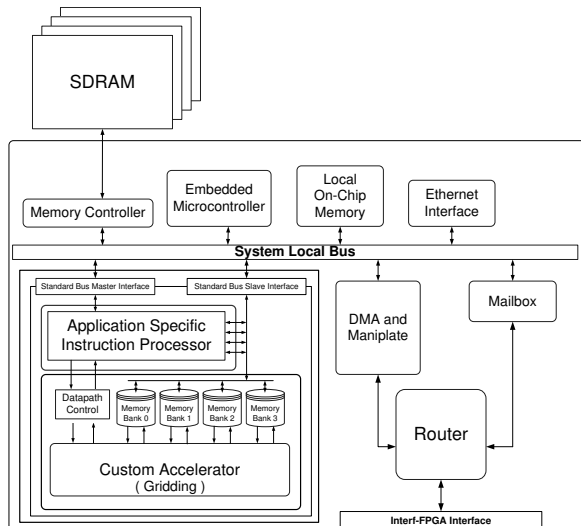 SDRAM
Memory Controller
Embedded
Microcontroller
Local
On-Chip
Memory
Ethernet
Interface
System Local Bus
Standard Bus Master Interface
Standard Bus Slave Interface
Application Specific
Instruction Processor
DMA and
Maniplate
Mailbox
Datapath
Control
Memory
Bank 0
Memory
Bank 1
Memory
Bank 2
Memory
Bank 3
Custom Accelerator
( Gridding )
Router
Interf-FPGA Interface